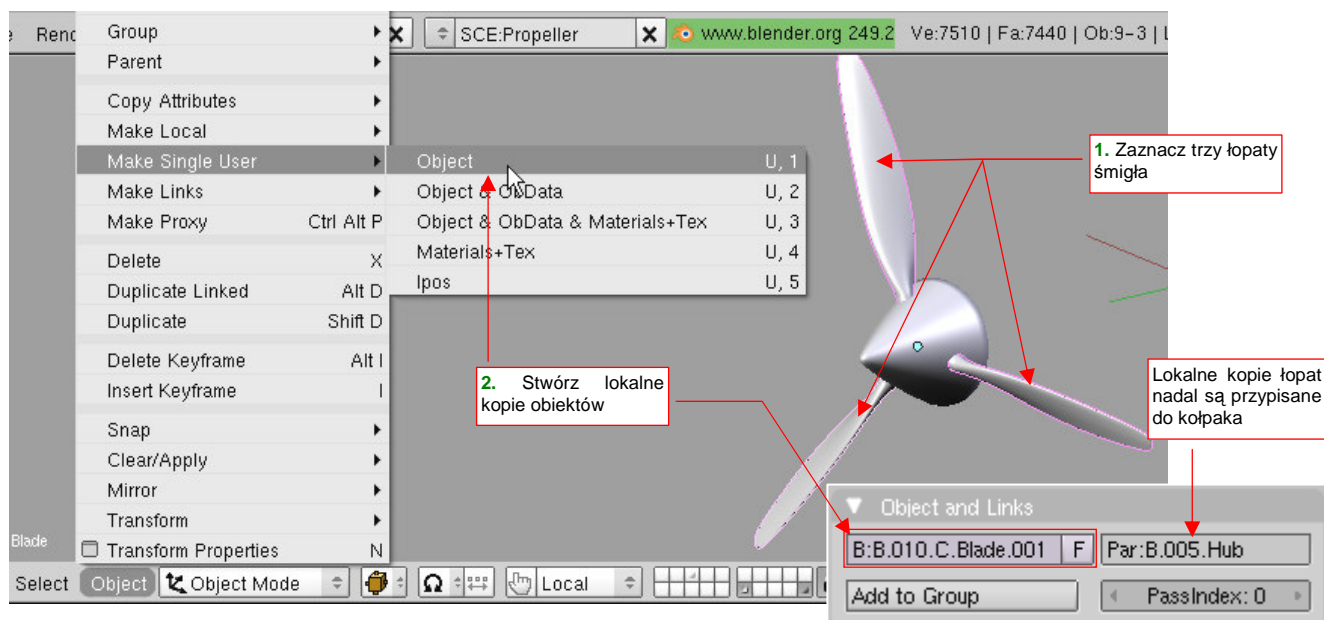 e Rend
SCE:Propeller
www.blender.org 249.2 Ve:7510 | Fa:7440 | Ob:9-3 | L
Group
Parent
Copy Attributes
Make Local
Make Single User
Make Links
Make Proxy Ctrl Alt P
Delete X
Duplicate Linked Alt D
Duplicate Shift D
Delete Keyframe Alt I
Insert Keyframe I
Snap
Clear/Apply
Mirror
Transform
Transform Properties N
Object U, 1
Object & ObData U, 2
Object & ObData & Materials+Tex U, 3
Materials+Tex U, 4
Ipos U, 5
1. Zaznacz trzy łopaty
śmigła
2. Stwórz lokalne
kopie obiektów
Lokalne kopie łopat
nadal są przypisane
do kołpaka
Blade
Select Object Object Mode Local
Object and Links
B:B.010.C.Blade.001 F Par:B.005.Hub
Add to Group PassIndex: 0